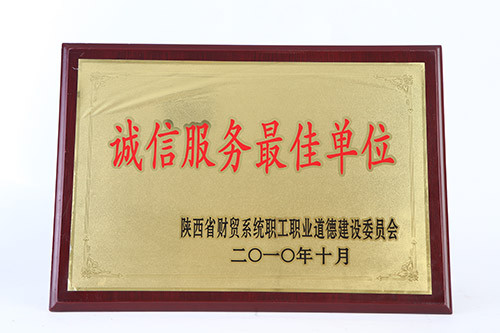 诚信服务最佳单位
陕西省财贸系统职工职业道德建设委员会
二〇一〇年十月